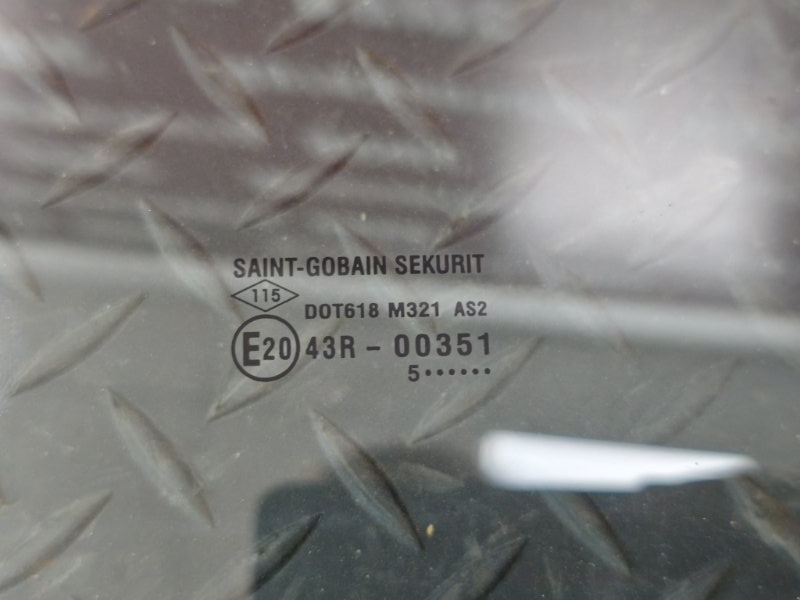 SAINT-GOBAIN SEKURIT
115
DOT618 M321 AS2
E20 43R - 00351
5••••••